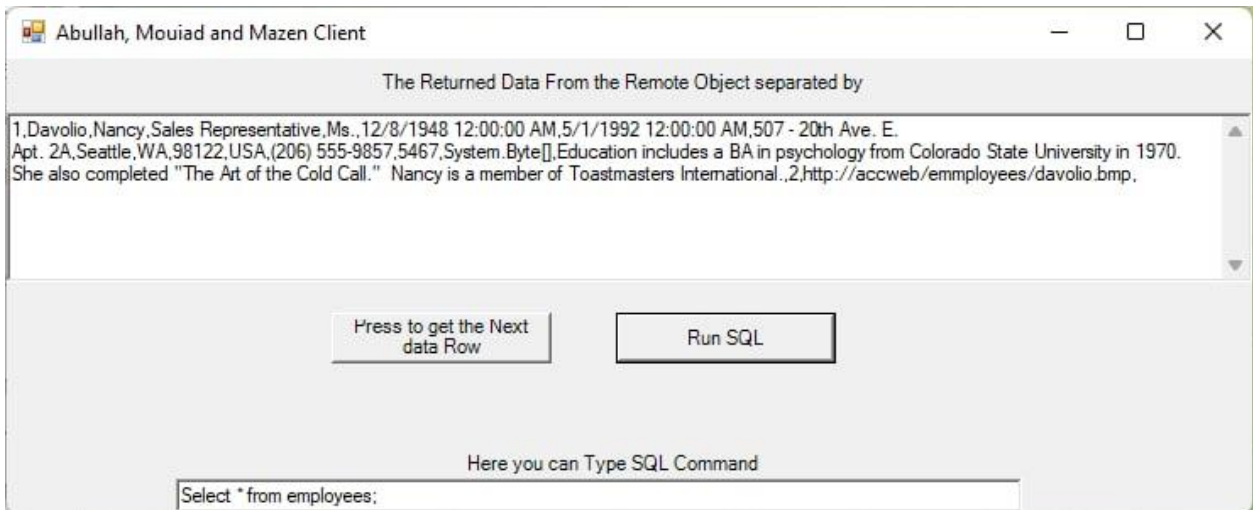 Abullah, Mouiad and Mazen Client
The Returned Data From the Remote Object separated by
1,Davolio,Nancy,Sales Representative,Ms.,12/8/1948 12:00:00 AM,5/1/1992 12:00:00 AM,507 - 20th Ave. E.
Apt. 2A,Seattle,WA,98122,USA,(206) 555-9857,5467,System.Byte[],Education includes a BA in psychology from Colorado State University in 1970.
She also completed "The Art of the Cold Call."  Nancy is a member of Toastmasters International.,2,http://accweb/emmployees/davolio.bmp,
Press to get the Next
data Row
Run SQL
Here you can Type SQL Command
Select * from employees;